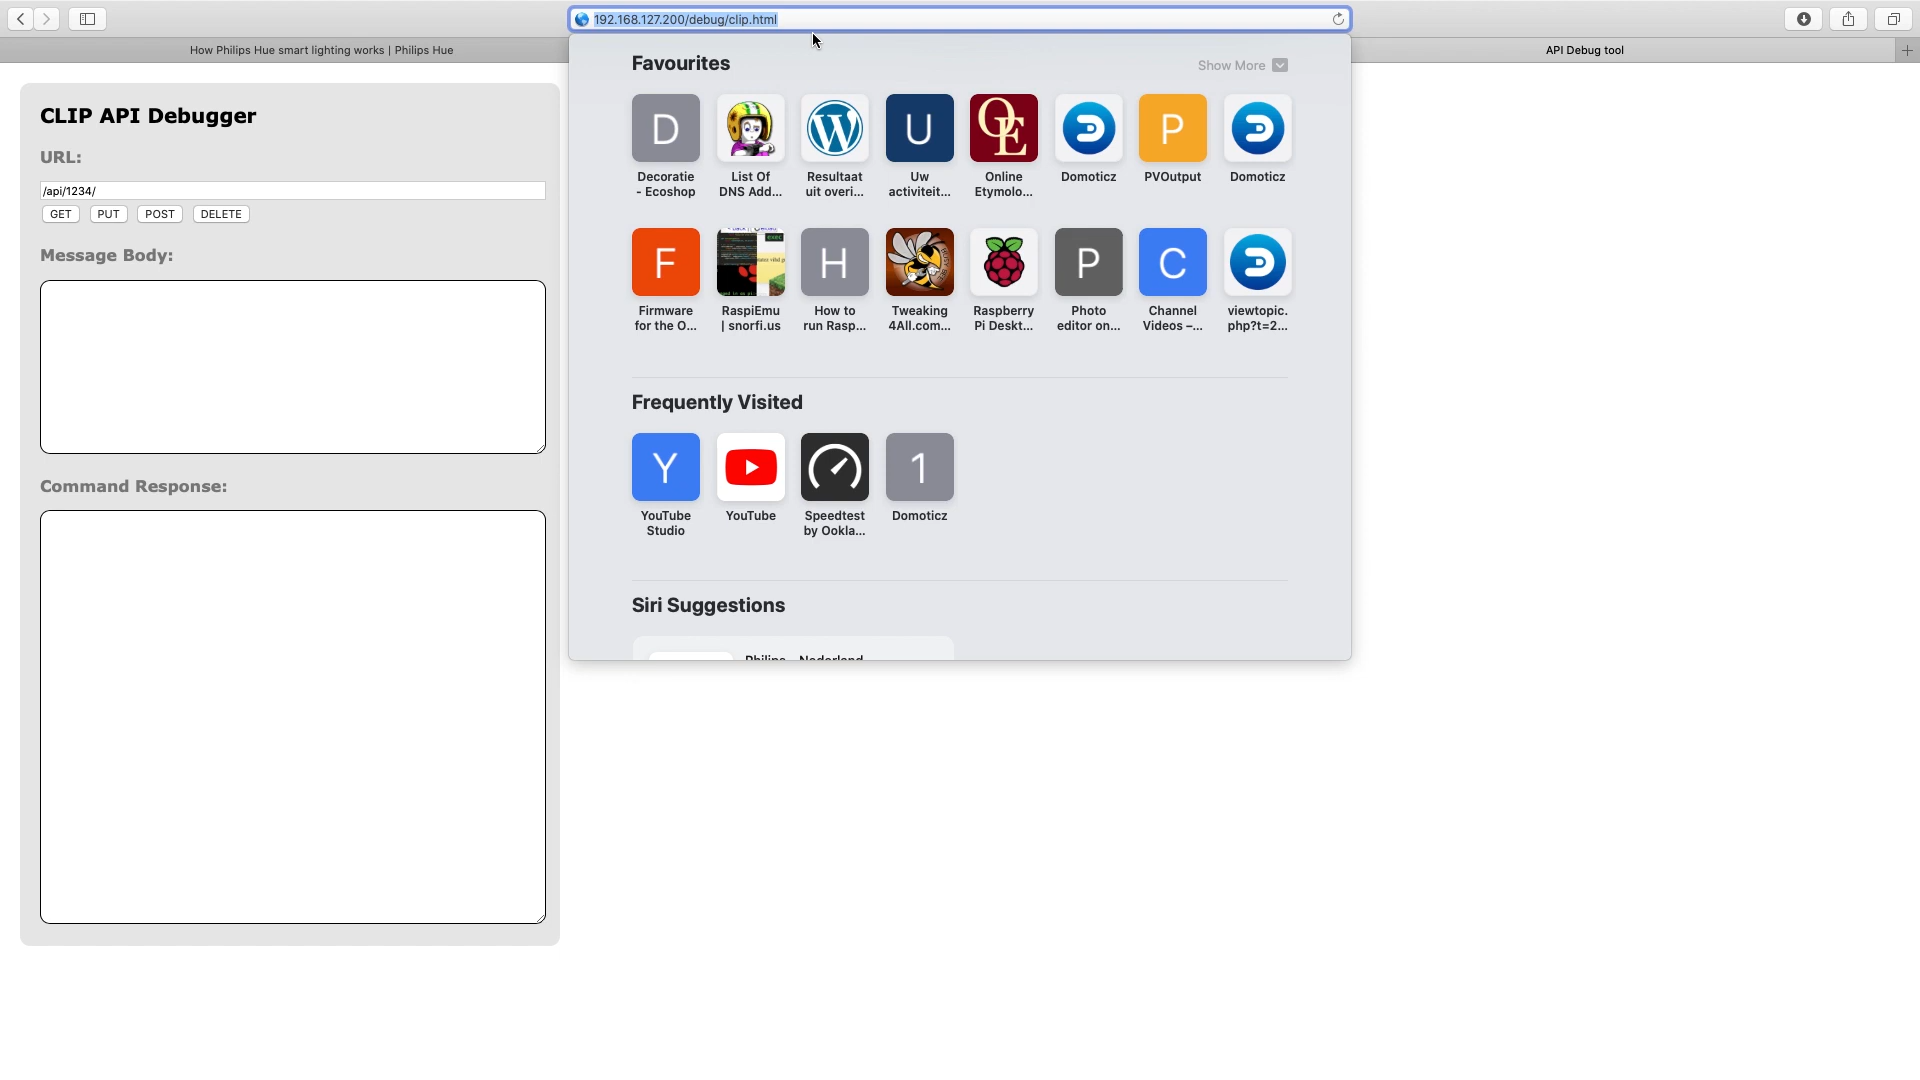 192.168.127.200/debug/clip.html
How Philips Hue smart lighting works | Philips Hue
API Debug tool
CLIP API Debugger
URL:
/api/1234/
GET PUT POST DELETE
Message Body:
Command Response:
Favourites
Show More
D
U
OE
P
Decoratie
- Ecoshop
List Of
DNS Add...
Resultaat
uit overi...
Uw
activiteit...
Online
Etymolo...
Domoticz
PVOutput
Domoticz
F
H
P
C
Firmware
for the O...
RaspiEmu
| snorfi.us
How to
run Rasp...
Tweaking
4All.com...
Raspberry
Pi Deskt...
Photo
editor on...
Channel
Videos –...
viewtopic.
php?t=2...
Frequently Visited
Y
1
YouTube
Studio
YouTube
Speedtest
by Ookla...
Domoticz
Siri Suggestions
Philips - Nederland